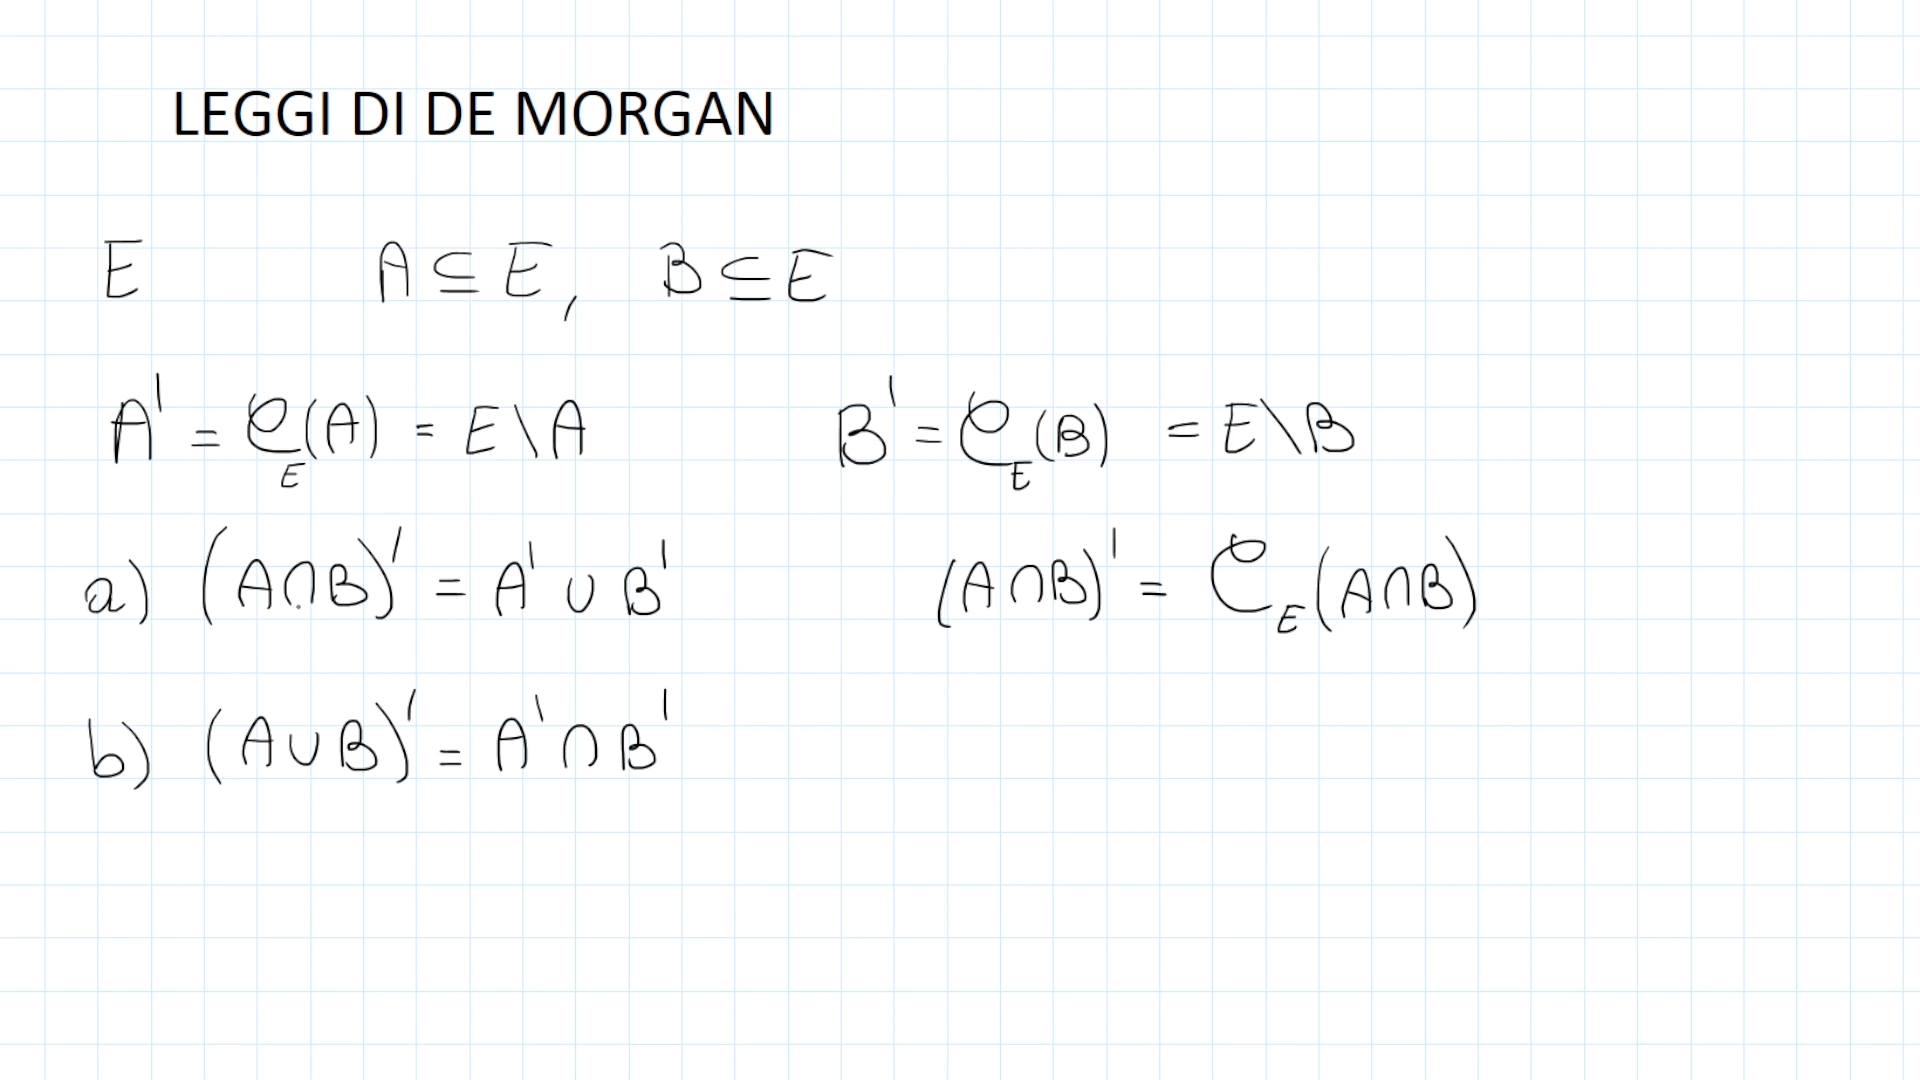 LEGGI DI DE MORGAN
E A ⊆ E, B ⊆ E
A' = C_E(A) = E\A B' = C_E(B) = E\B
a) (A∩B)' = A' ∪ B' (A∩B)' = C_E(A∩B)
b) (A∪B)' = A' ∩ B'